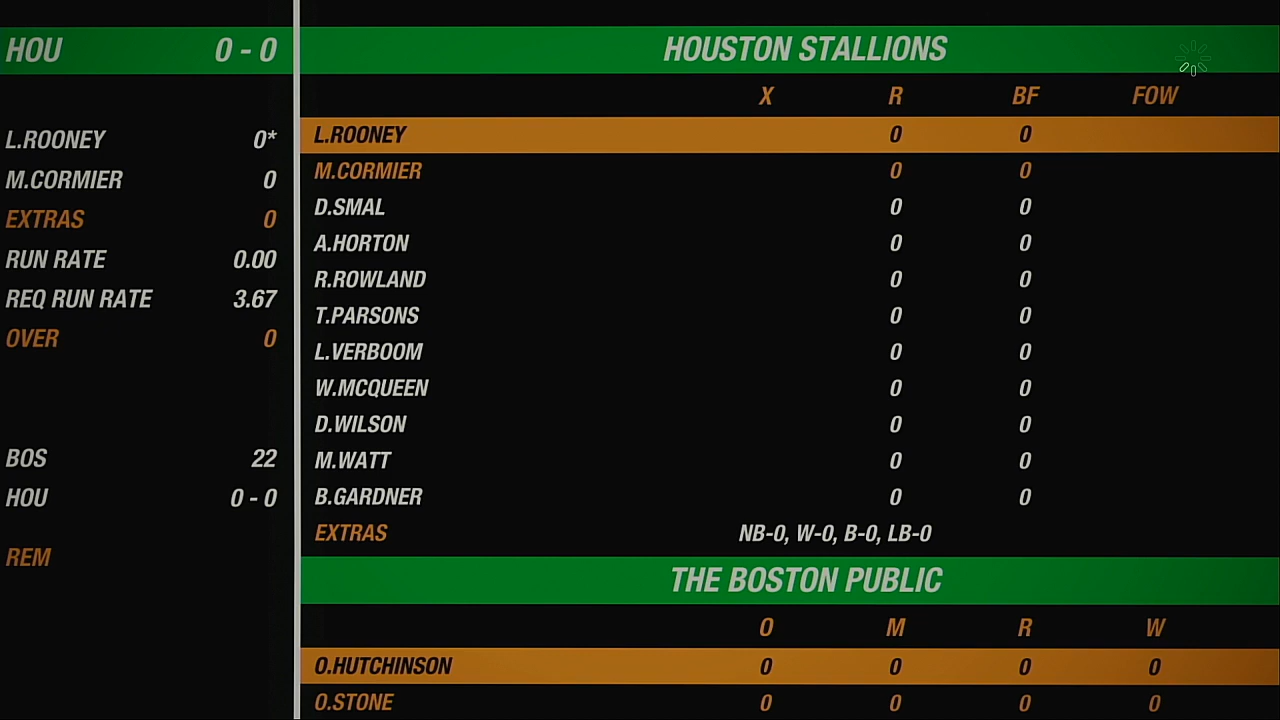 HOU 0 - 0
L.ROONEY 0*
M.CORMIER 0
EXTRAS 0
RUN RATE 0.00
REQ RUN RATE 3.67
OVER 0
BOS 22
HOU 0 - 0
REM
HOUSTON STALLIONS
X R BF FOW
L.ROONEY 0 0
M.CORMIER 0 0
D.SMAL 0 0
A.HORTON 0 0
R.ROWLAND 0 0
T.PARSONS 0 0
L.VERBOOM 0 0
W.MCQUEEN 0 0
D.WILSON 0 0
M.WATT 0 0
B.GARDNER 0 0
EXTRAS NB-0, W-0, B-0, LB-0
THE BOSTON PUBLIC
O M R W
O.HUTCHINSON 0 0 0 0
O.STONE 0 0 0 0